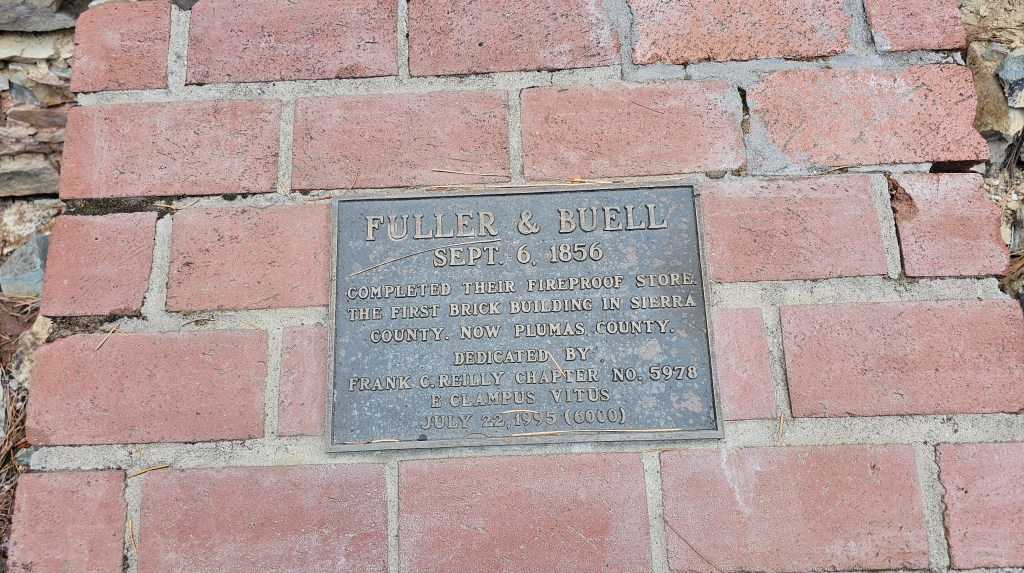 FULLER & BUELL
SEPT. 6, 1856
COMPLETED THEIR FIREPROOF STORE.
THE FIRST BRICK BUILDING IN SIERRA
COUNTY. NOW PLUMAS COUNTY.
DEDICATED BY
FRANK C. REILLY CHAPTER NO. 5978
E CLAMPUS VITUS
JULY 22, 1995 (6000)